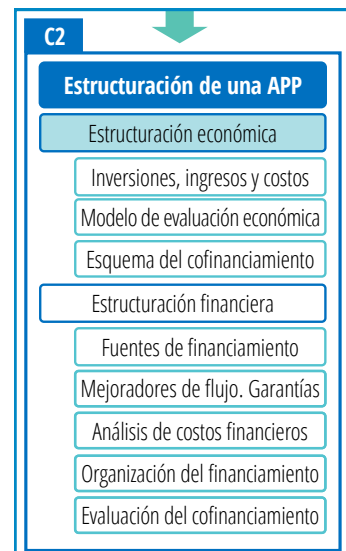 C2
Estructuración de una APP
Estructuración económica
Inversiones, ingresos y costos
Modelo de evaluación económica
Esquema del cofinanciamiento
Estructuración financiera
Fuentes de financiamiento
Mejoradores de flujo. Garantías
Análisis de costos financieros
Organización del financiamiento
Evaluación del cofinanciamiento